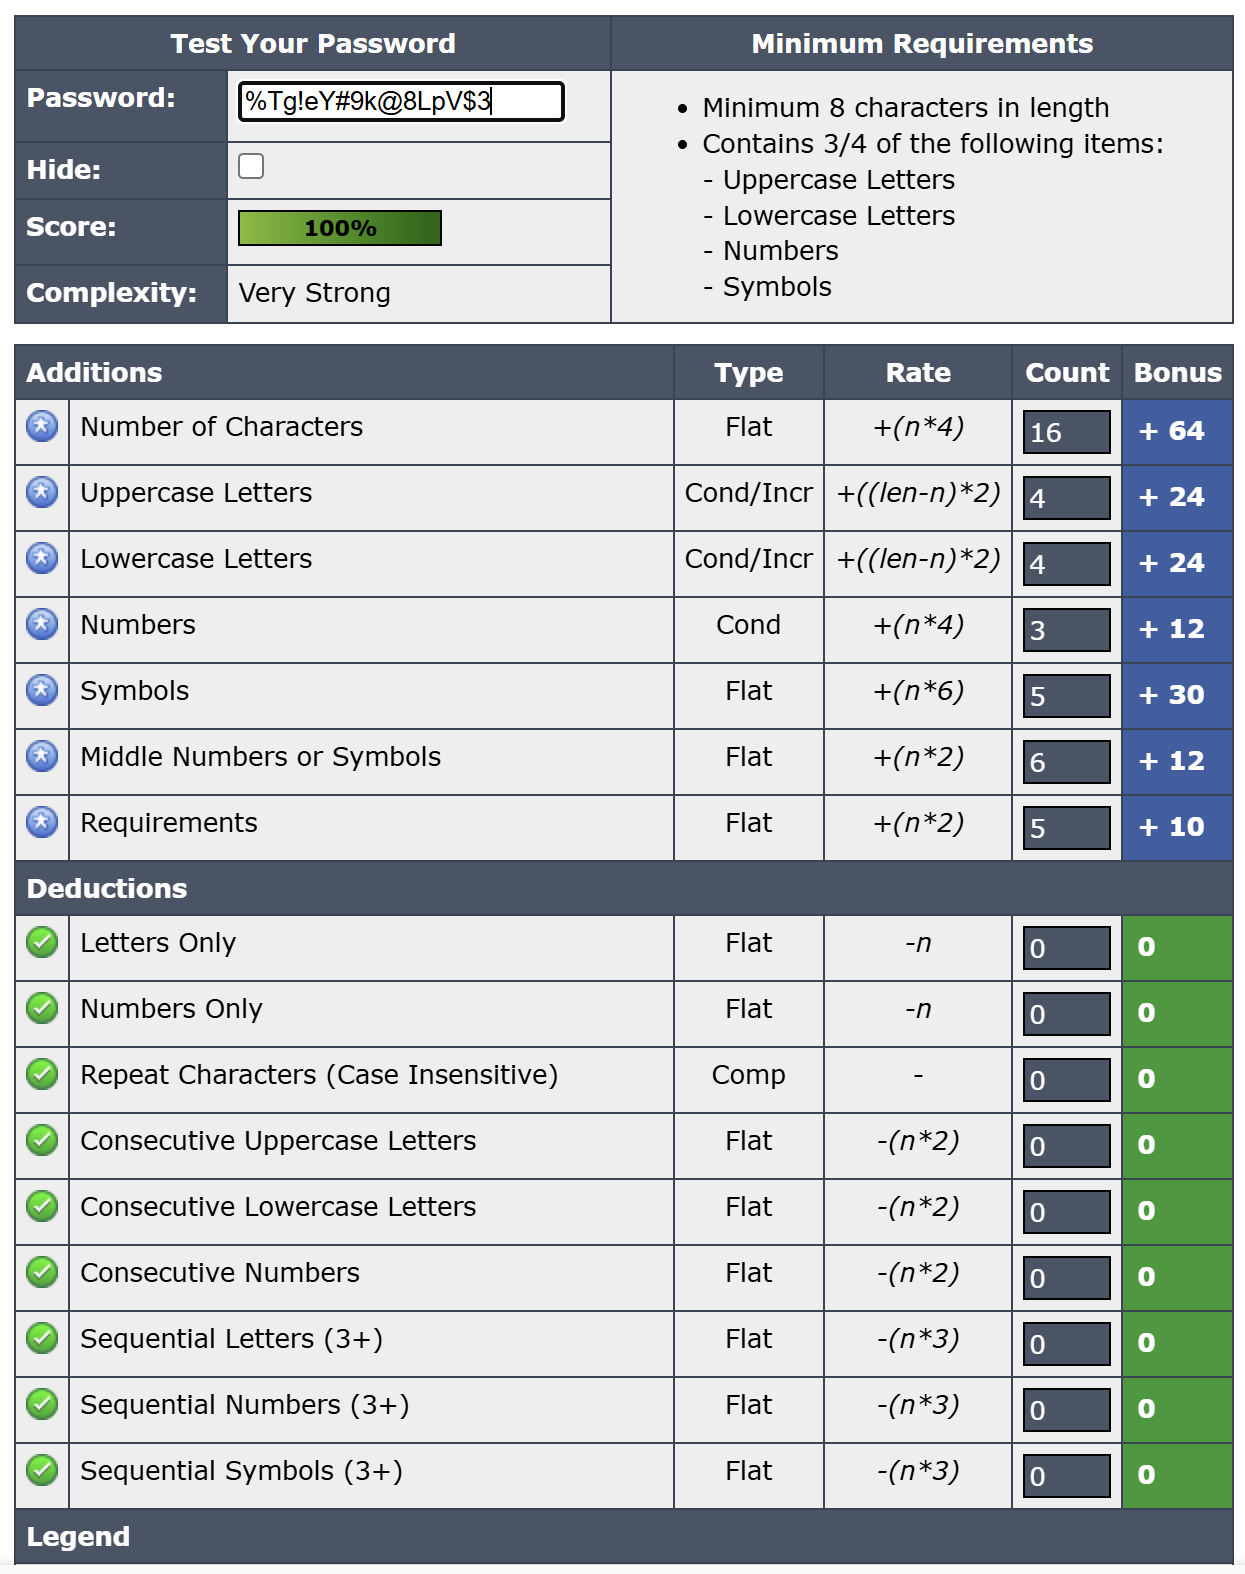 Test Your Password
Minimum Requirements
Password:
%Tg!eY#9k@8LpV$3
• Minimum 8 characters in length
• Contains 3/4 of the following items:
- Uppercase Letters
- Lowercase Letters
- Numbers
- Symbols
Hide:
Score:
100%
Complexity:
Very Strong
Additions Type Rate Count Bonus
Number of Characters Flat +(n*4) 16 + 64
Uppercase Letters Cond/Incr +((len-n)*2) 4 + 24
Lowercase Letters Cond/Incr +((len-n)*2) 4 + 24
Numbers Cond +(n*4) 3 + 12
Symbols Flat +(n*6) 5 + 30
Middle Numbers or Symbols Flat +(n*2) 6 + 12
Requirements Flat +(n*2) 5 + 10
Deductions
Letters Only Flat -n 0 0
Numbers Only Flat -n 0 0
Repeat Characters (Case Insensitive) Comp - 0 0
Consecutive Uppercase Letters Flat -(n*2) 0 0
Consecutive Lowercase Letters Flat -(n*2) 0 0
Consecutive Numbers Flat -(n*2) 0 0
Sequential Letters (3+) Flat -(n*3) 0 0
Sequential Numbers (3+) Flat -(n*3) 0 0
Sequential Symbols (3+) Flat -(n*3) 0 0
Legend